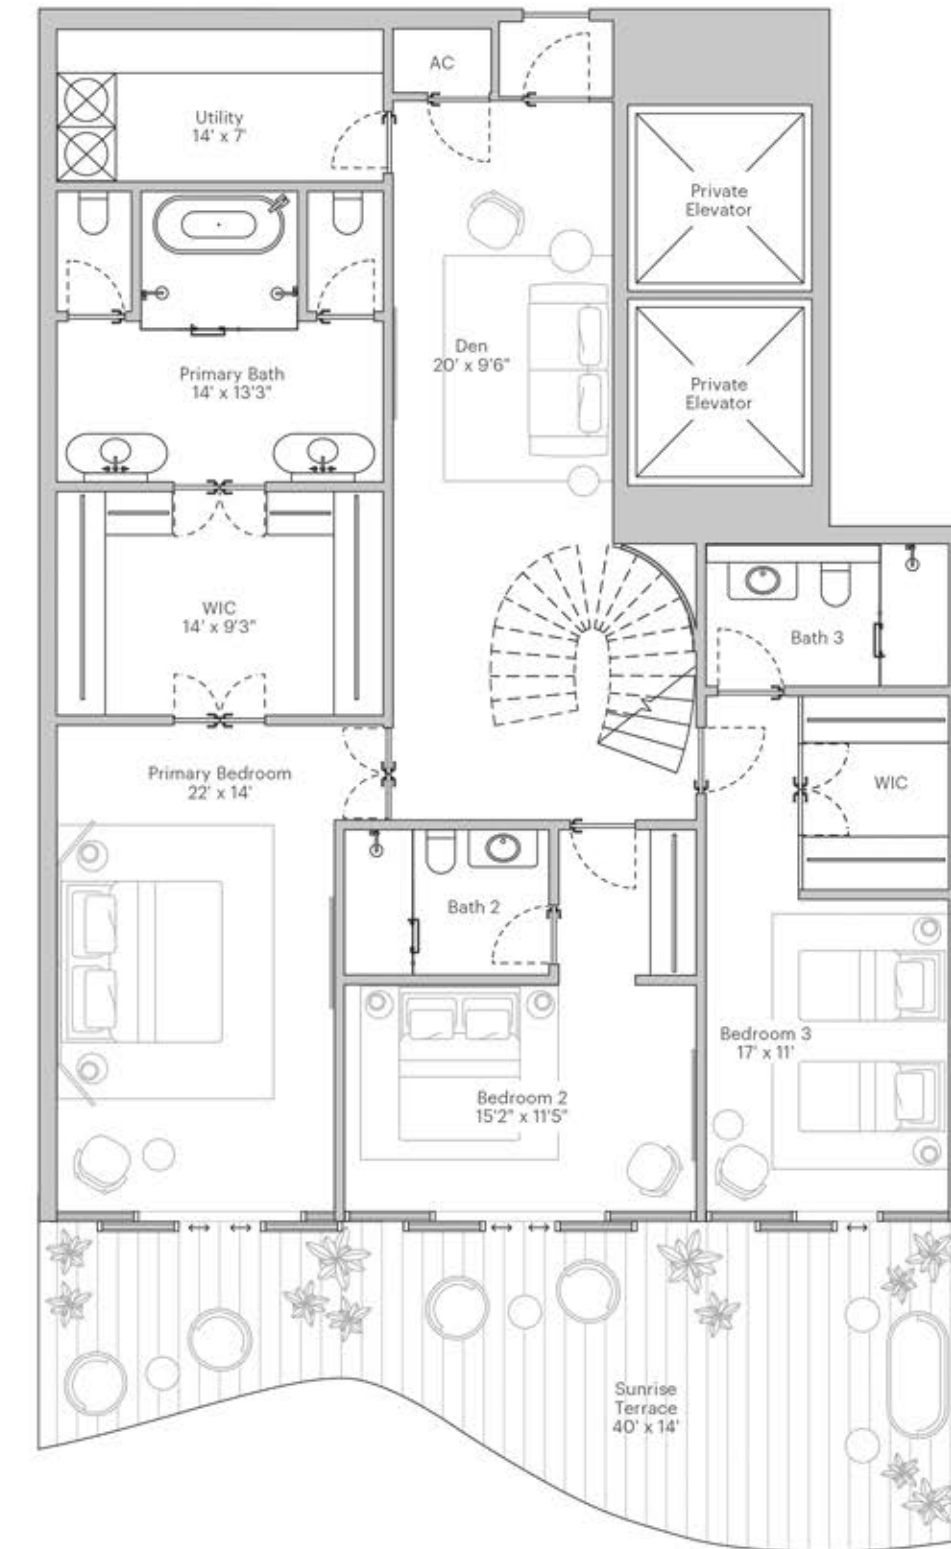 AC
Utility
14' x 7'
Private
Elevator
Den
20' x 9'6"
Primary Bath
14' x 13'3"
Private
Elevator
WIC
14' x 9'3"
Bath 3
Primary Bedroom
22' x 14'
WIC
Bath 2
Bedroom 3
17' x 11'
Bedroom 2
15'2" x 11'5"
Sunrise
Terrace
40' x 14'